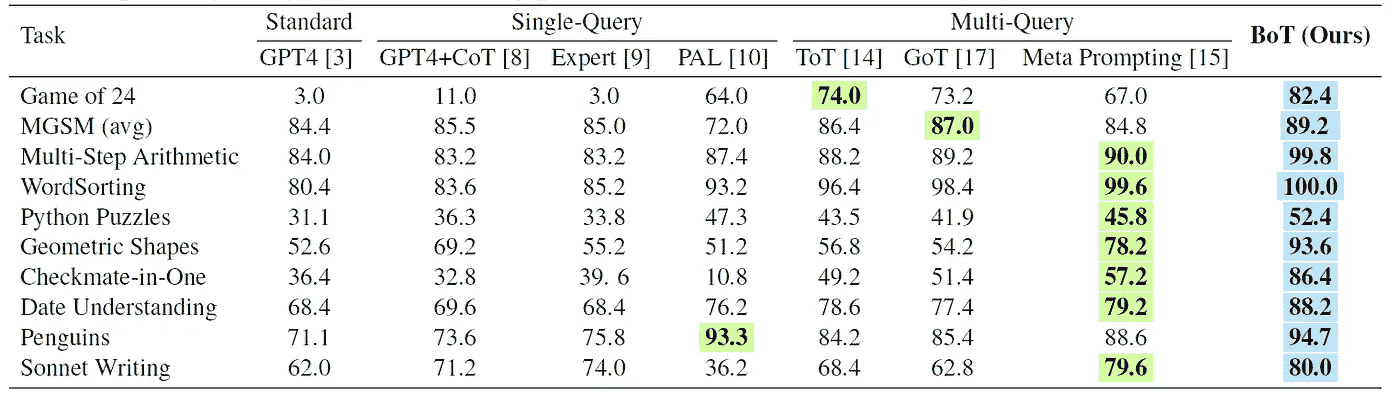 Task Standard Single-Query Multi-Query BoT (Ours)
GPT4 [3] GPT4+CoT [8] Expert [9] PAL [10] ToT [14] GoT [17] Meta Prompting [15]
Game of 24 3.0 11.0 3.0 64.0 74.0 73.2 67.0 82.4
MGSM (avg) 84.4 85.5 85.0 72.0 86.4 87.0 84.8 89.2
Multi-Step Arithmetic 84.0 83.2 83.2 87.4 88.2 89.2 90.0 99.8
WordSorting 80.4 83.6 85.2 93.2 96.4 98.4 99.6 100.0
Python Puzzles 31.1 36.3 33.8 47.3 43.5 41.9 45.8 52.4
Geometric Shapes 52.6 69.2 55.2 51.2 56.8 54.2 78.2 93.6
Checkmate-in-One 36.4 32.8 39. 6 10.8 49.2 51.4 57.2 86.4
Date Understanding 68.4 69.6 68.4 76.2 78.6 77.4 79.2 88.2
Penguins 71.1 73.6 75.8 93.3 84.2 85.4 88.6 94.7
Sonnet Writing 62.0 71.2 74.0 36.2 68.4 62.8 79.6 80.0